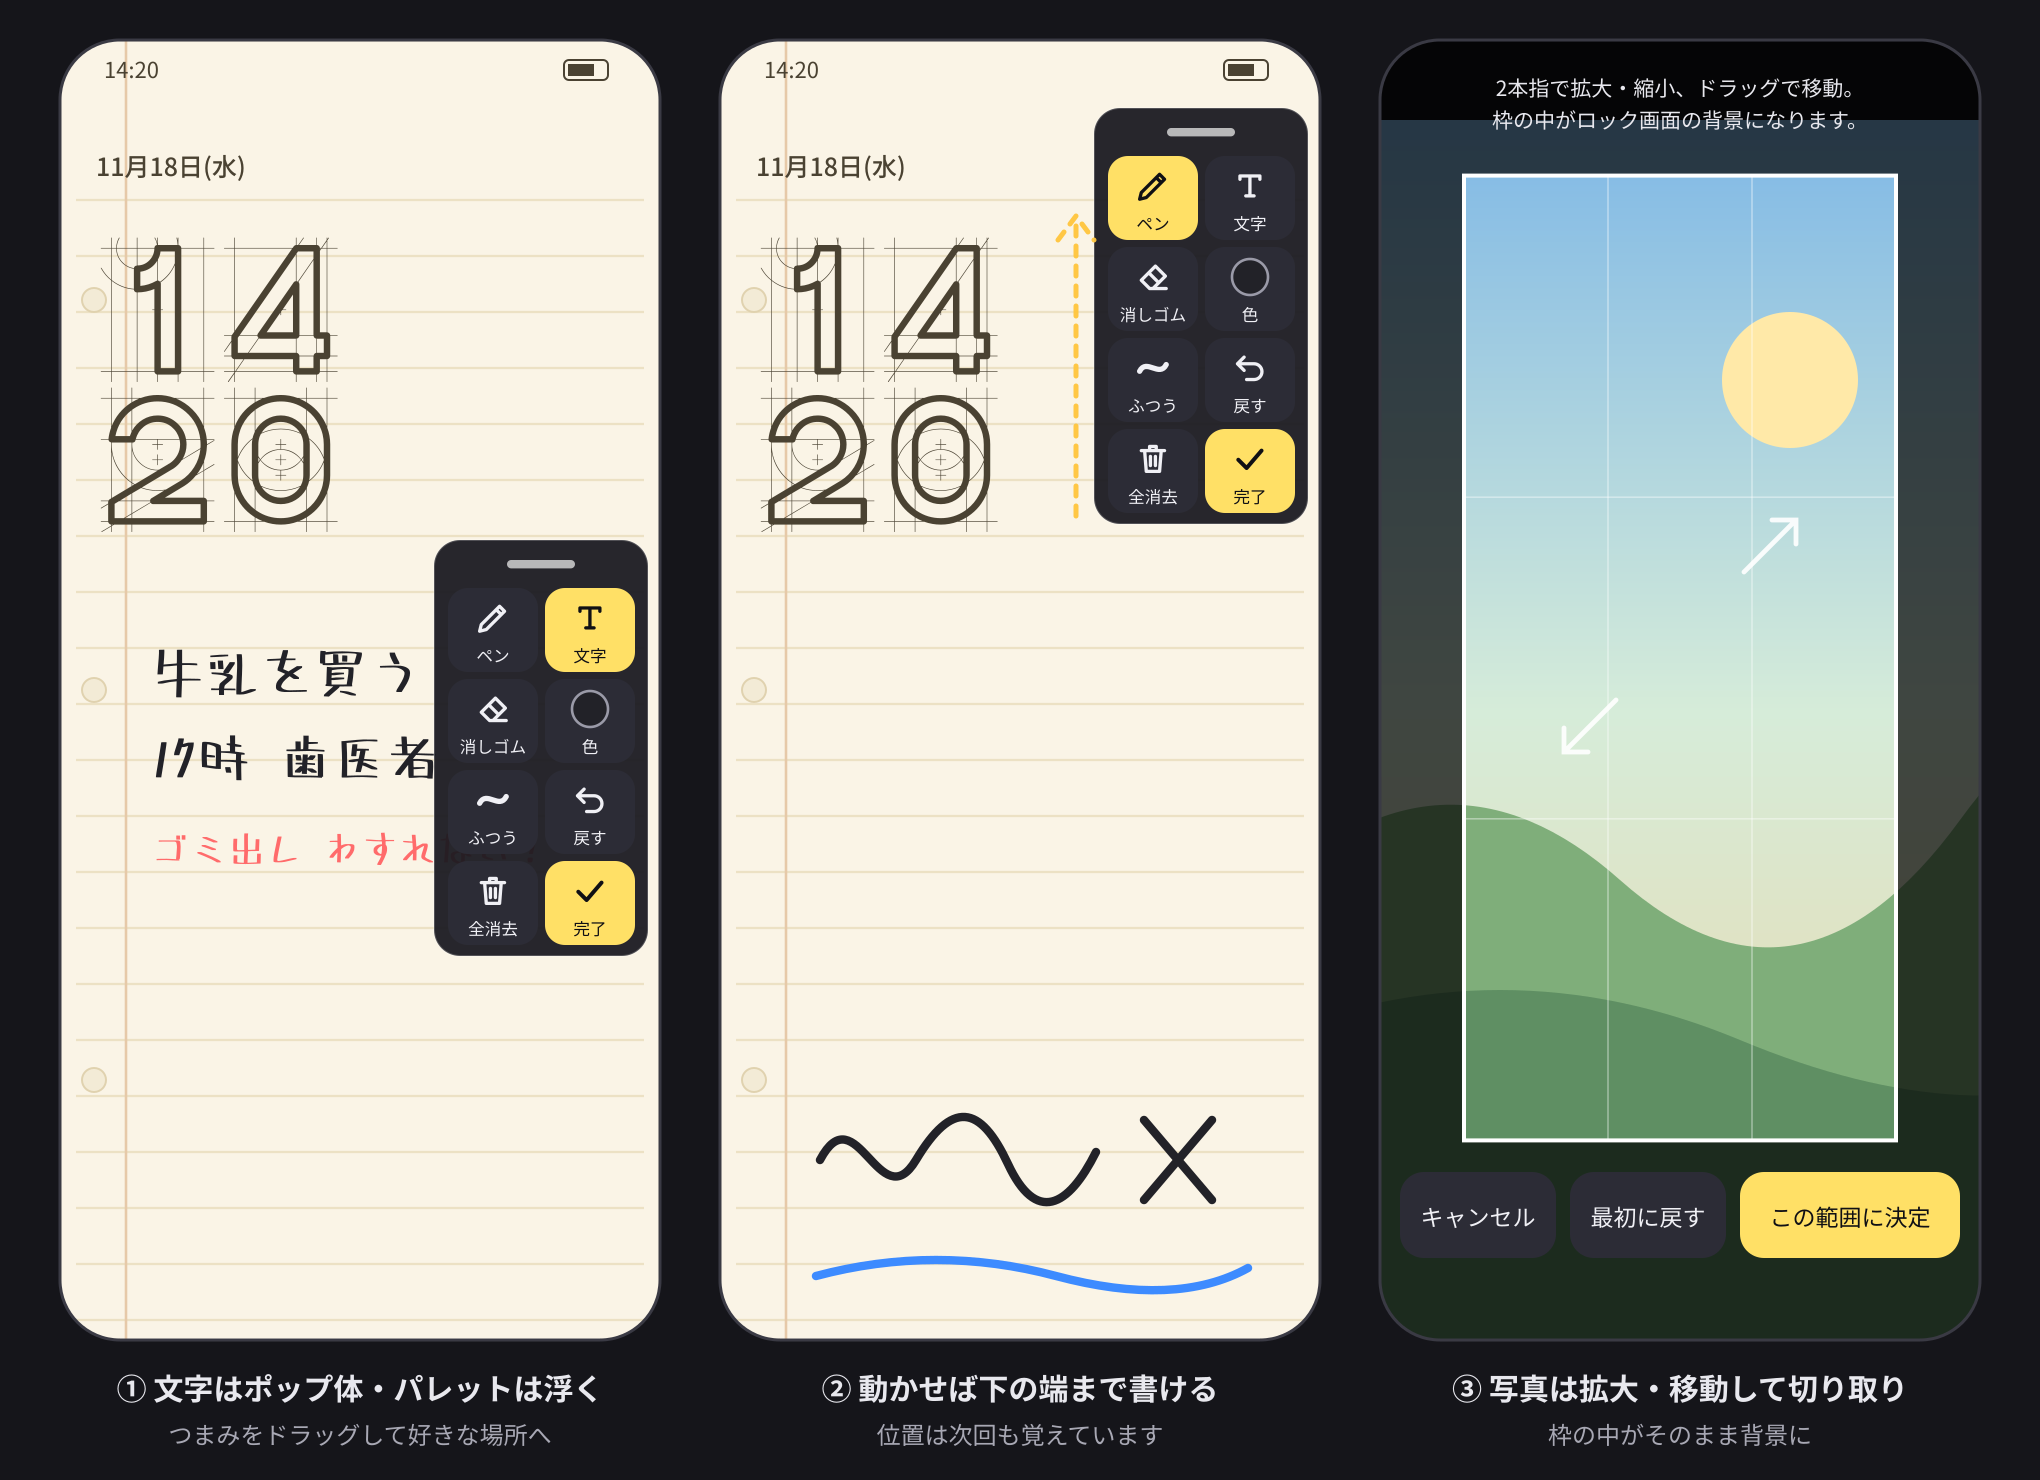 14:20
11月18日(水)
14
20
牛乳を買う
17時 歯医者
ゴミ出し わすれ
ペン
文字
消しゴム
色
ふつう
戻す
全消去
完了
① 文字はポップ体・パレットは浮く
つまみをドラッグして好きな場所へ
14:20
11月18日(水)
14
20
ペン
文字
消しゴム
色
ふつう
戻す
全消去
完了
② 動かせば下の端まで書ける
位置は次回も覚えています
2本指で拡大・縮小、ドラッグで移動。
枠の中がロック画面の背景になります。
キャンセル
最初に戻す
この範囲に決定
③ 写真は拡大・移動して切り取り
枠の中がそのまま背景に